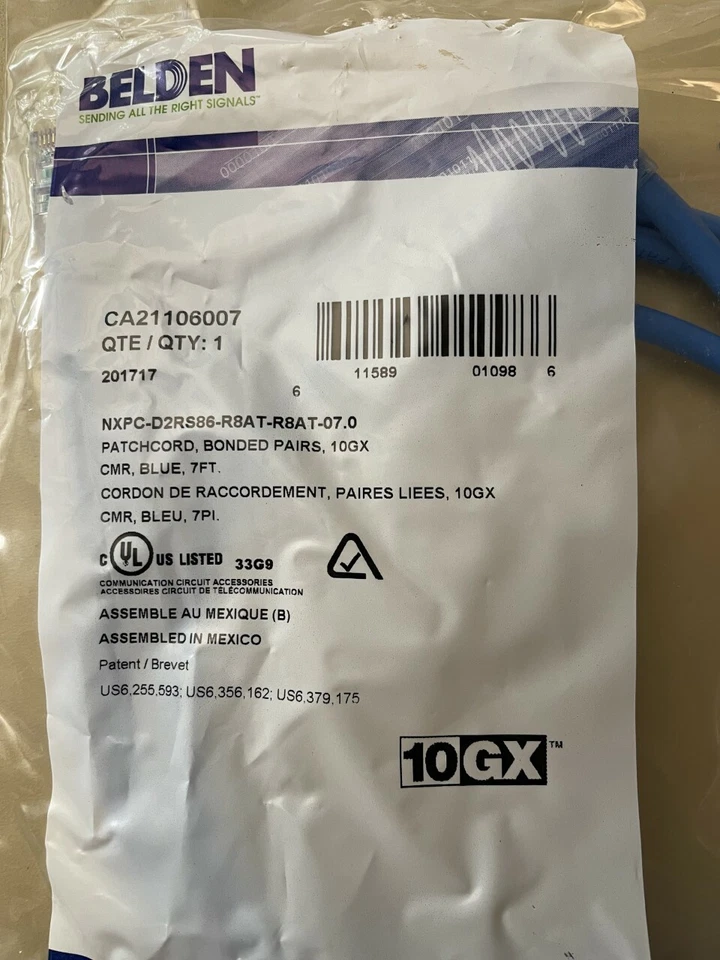 BELDEN
SENDING ALL THE RIGHT SIGNALS™
CA21106007
QTE / QTY: 1
201717
6 11589 01098 6
NXPC-D2RS86-R8AT-R8AT-07.0
PATCHCORD, BONDED PAIRS, 10GX
CMR, BLUE, 7FT.
CORDON DE RACCORDEMENT, PAIRES LIEES, 10GX
CMR, BLEU, 7PI.
C UL US LISTED 33G9
COMMUNICATION CIRCUIT ACCESSORIES
ACCESSOIRES CIRCUIT DE TÉLÉCOMMUNICATION
ASSEMBLE AU MEXIQUE (B)
ASSEMBLED IN MEXICO
Patent / Brevet
US6,255,593; US6,356,162; US6,379,175
10GX™